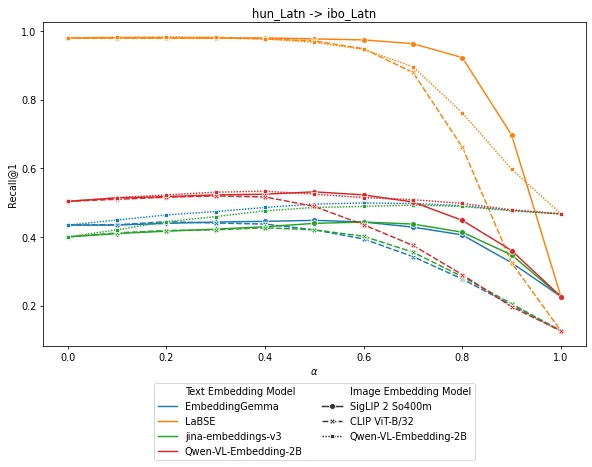 hun_Latn -> ibo_Latn
Recall@1
1.0
0.8
0.6
0.4
0.2
0.0 0.2 0.4 0.6 0.8 1.0
α
Text Embedding Model Image Embedding Model
EmbeddingGemma SigLIP 2 So400m
LaBSE CLIP ViT-B/32
jina-embeddings-v3 Qwen-VL-Embedding-2B
Qwen-VL-Embedding-2B